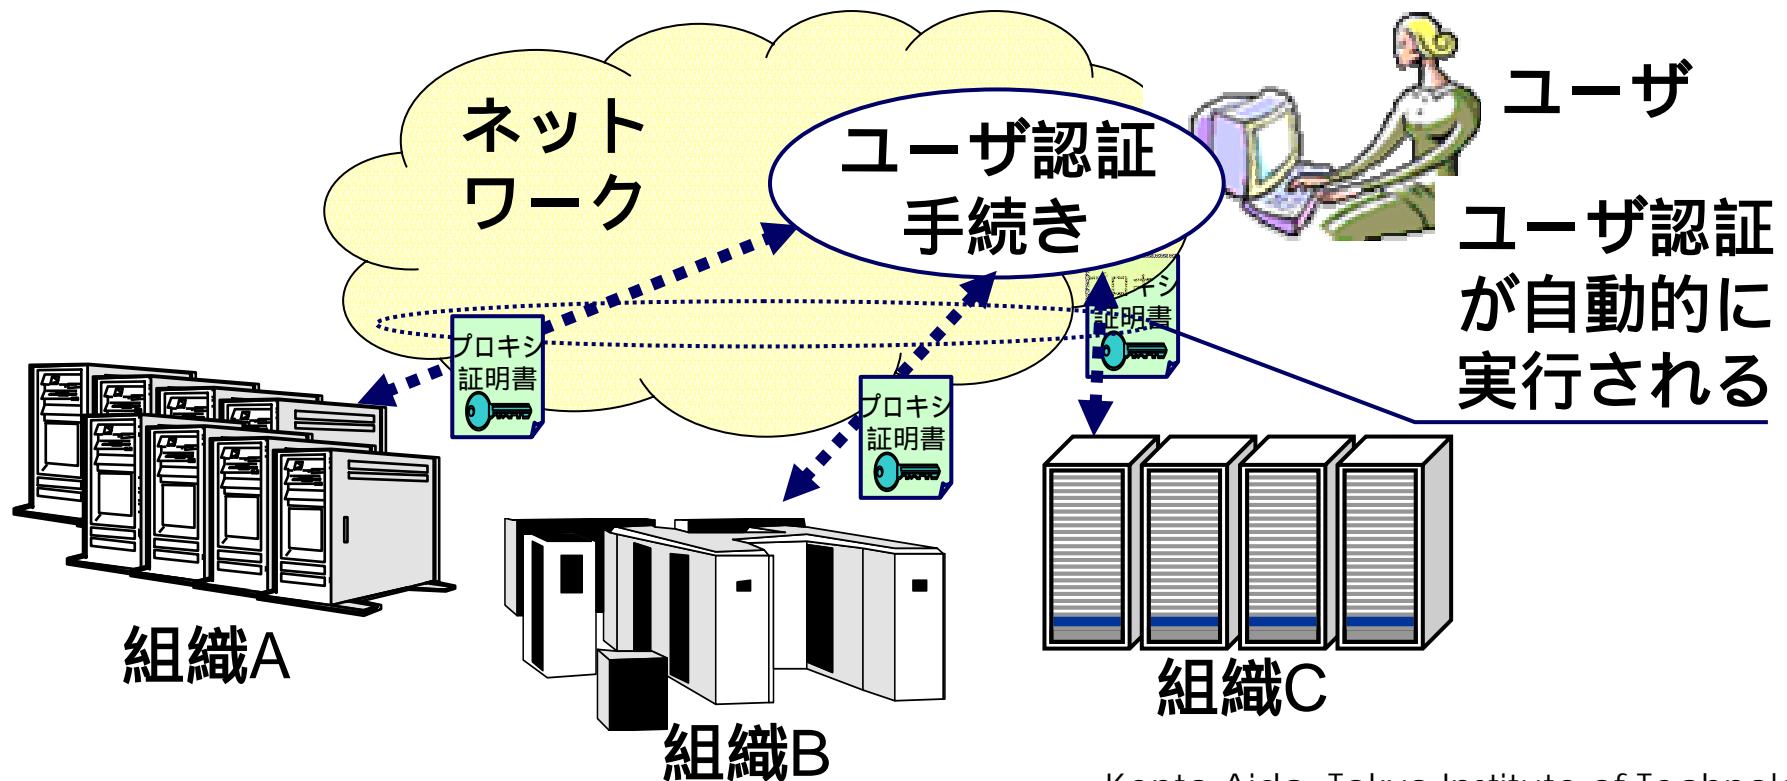 ネット
ワーク
ユーザ認証
手続き
ユーザ
ユーザ認証
が自動的に
実行される
プロキシ
証明書
プロキシ
証明書
プロキシ
証明書
組織A
組織B
組織C